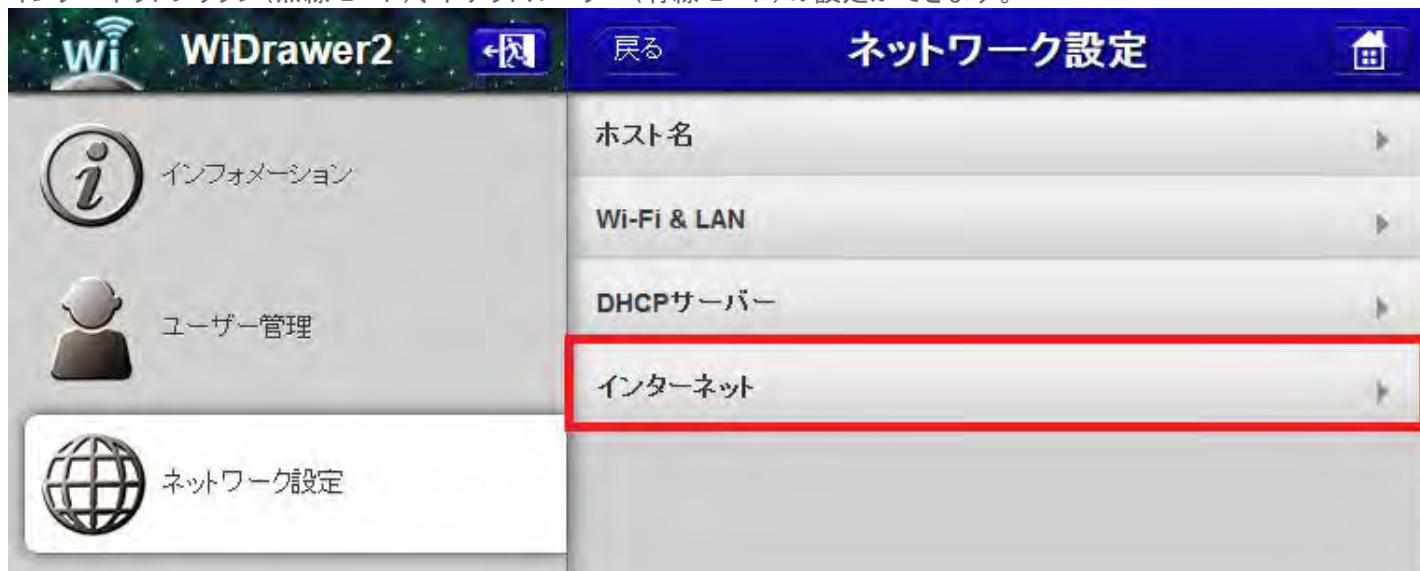 WiDrawer2
戻る
ネットワーク設定
インフォメーション
ユーザー管理
ネットワーク設定
ホスト名
Wi-Fi & LAN
DHCPサーバー
インターネット